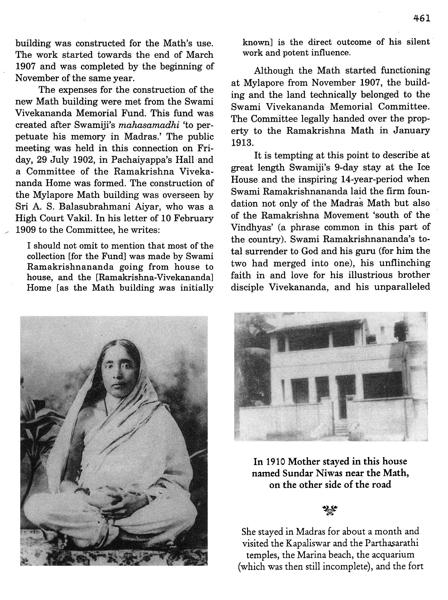 461
building was constructed for the Math's use.
The work started towards the end of March
1907 and was completed by the beginning of
November of the same year.
The expenses for the construction of the
new Math building were met from the Swami
Vivekananda Memorial Fund. This fund was
created after Swamiji's mahasamadhi 'to per-
petuate his memory in Madras.' The public
meeting was held in this connection on Fri-
day, 29 July 1902, in Pachaiyappa's Hall and
a Committee of the Ramakrishna Viveka-
nanda Home was formed. The construction of
the Mylapore Math building was overseen by
Sri A. S. Balasubrahmani Aiyar, who was a
High Court Vakil. In his letter of 10 February
1909 to the Committee, he writes:
I should not omit to mention that most of the
collection [for the Fund] was made by Swami
Ramakrishnananda going from house to
house, and the [Ramakrishna-Vivekananda]
Home [as the Math building was initially
known] is the direct outcome of his silent
work and potent influence.
Although the Math started functioning
at Mylapore from November 1907, the build-
ing and the land technically belonged to the
Swami Vivekananda Memorial Committee.
The Committee legally handed over the prop-
erty to the Ramakrishna Math in January
1913.
It is tempting at this point to describe at
great length Swamiji's 9-day stay at the Ice
House and the inspiring 14-year-period when
Swami Ramakrishnananda laid the firm foun-
dation not only of the Madras Math but also
of the Ramakrishna Movement 'south of the
Vindhyas' (a phrase common in this part of
the country). Swami Ramakrishnananda's to-
tal surrender to God and his guru (for him the
two had merged into one), his unflinching
faith in and love for his illustrious brother
disciple Vivekananda, and his unparalleled
In 1910 Mother stayed in this house
named Sundar Niwas near the Math,
on the other side of the road
She stayed in Madras for about a month and
visited the Kapaliswar and the Parthasarathi
temples, the Marina beach, the acquarium
(which was then still incomplete), and the fort